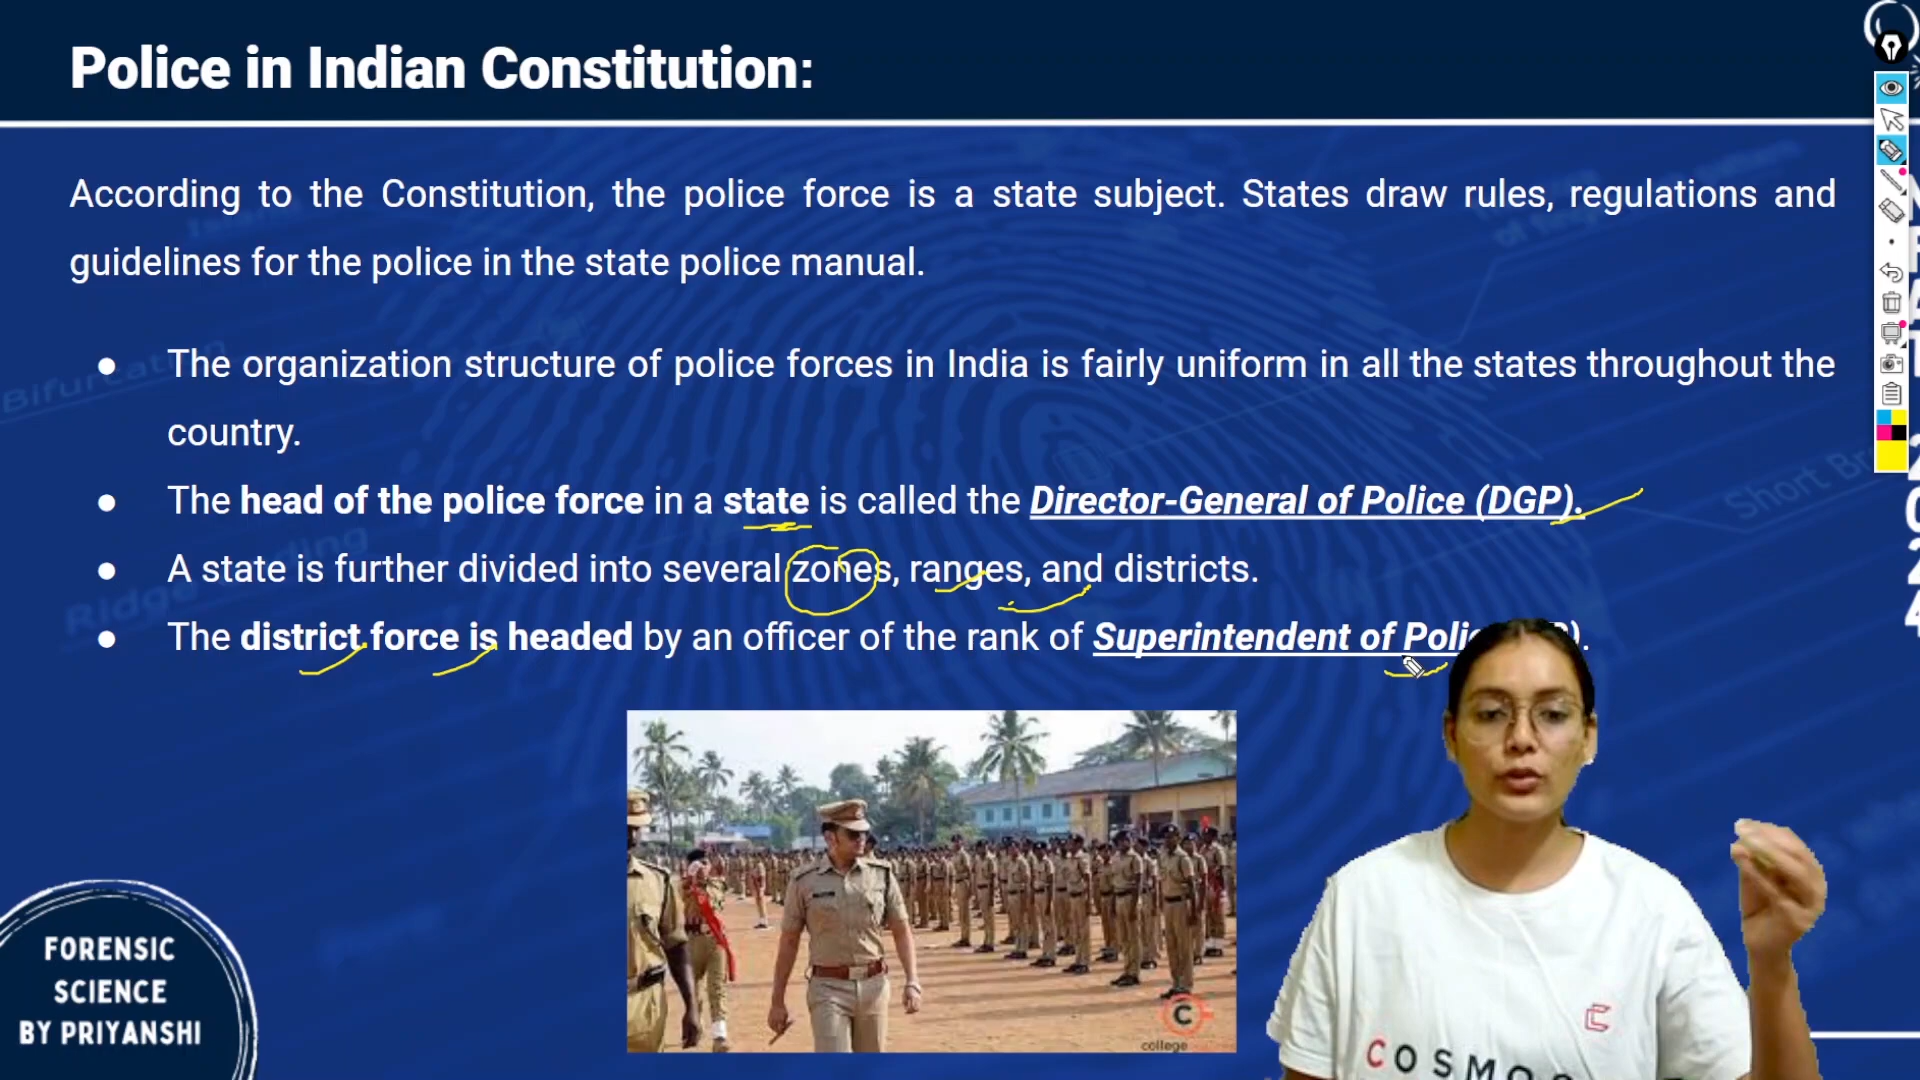 Police in Indian Constitution:
According to the Constitution, the police force is a state subject. States draw rules, regulations and
guidelines for the police in the state police manual.
● The organization structure of police forces in India is fairly uniform in all the states throughout the
country.
● The head of the police force in a state is called the Director-General of Police (DGP).
● A state is further divided into several zones, ranges, and districts.
● The district force is headed by an officer of the rank of Superintendent of
Ridge
Short
FORENSIC
SCIENCE
BY PRIYANSHI
C
college
COSMO